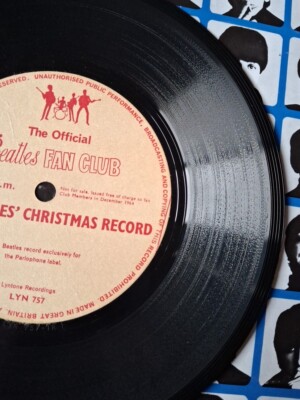 RESERVED. UNAUTHORISED PUBLIC PERFORMANCE, BROADCASTING AND COPYING OF THIS RECORD PROHIBITED. MADE IN GREAT BRITAIN.
The Official
Beatles FAN CLUB
Not for sale. Issued free of charge to fan
Club Members in December 1964
ES' CHRISTMAS RECORD
Beatles record exclusively for
the Parlophone label.
Lyntone Recordings
LYN 757